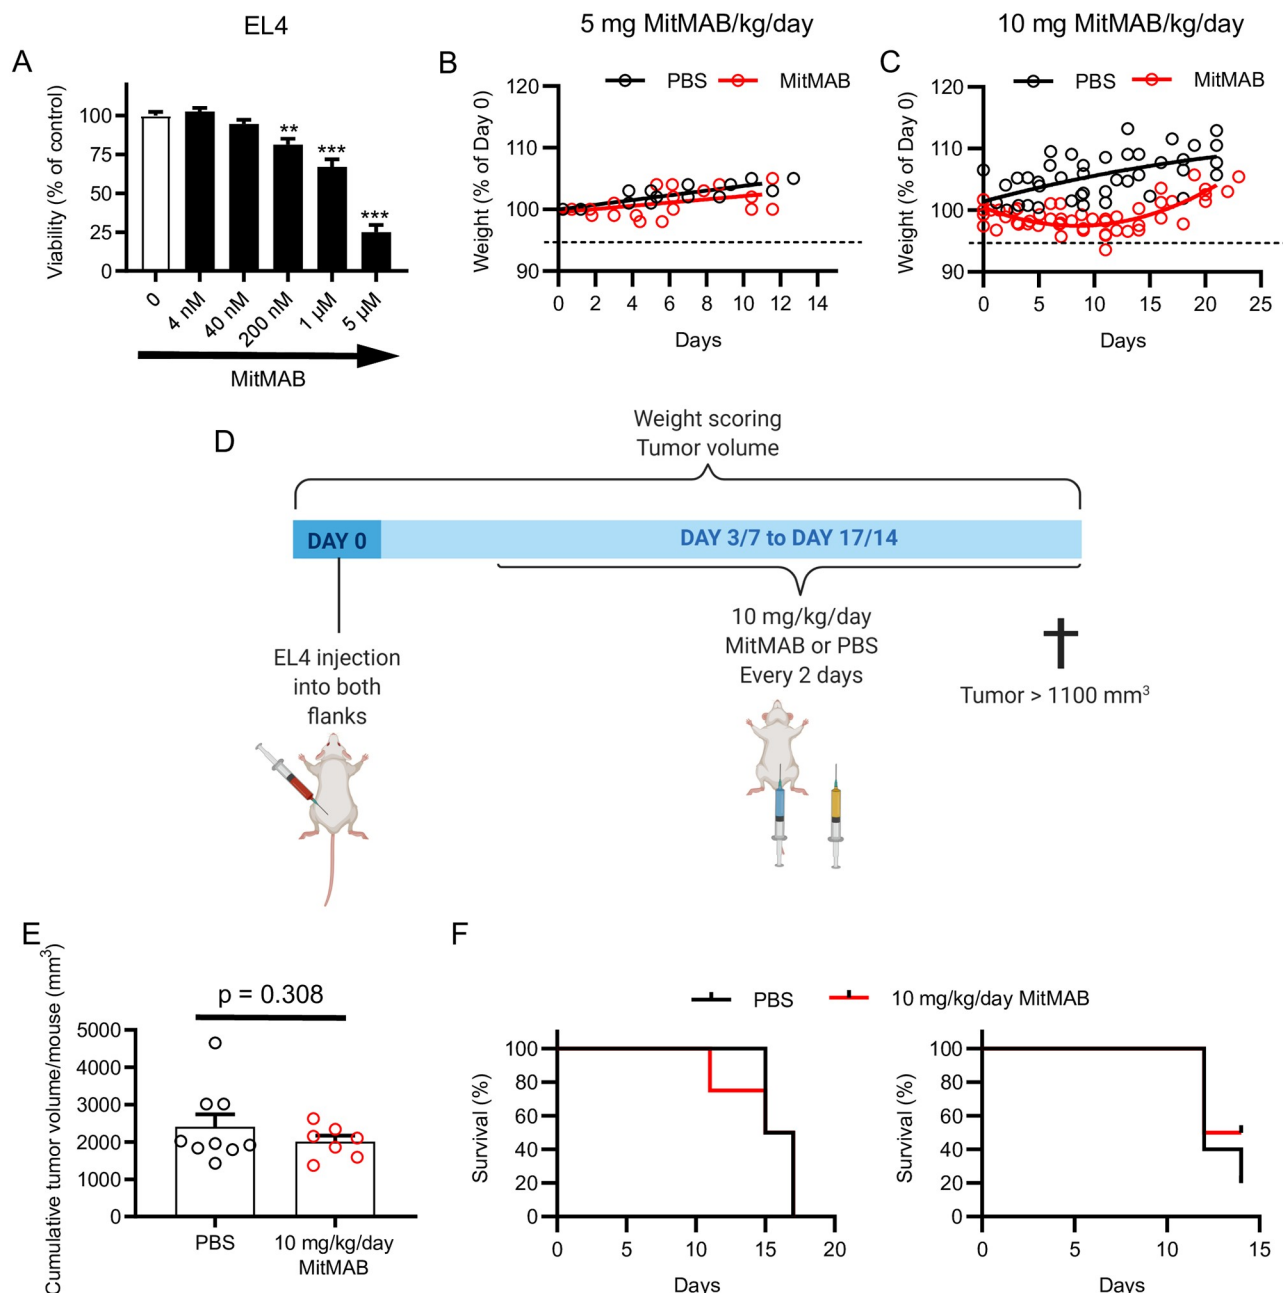 EL4
5 mg MitMAB/kg/day
10 mg MitMAB/kg/day
A
B
C
Viability (% of control)
100
75
50
25
0
**
***
***
0
4 nM
40 nM
200 nM
1 µM
5 µM
MitMAB
PBS
MitMAB
Weight (% of Day 0)
120
110
100
90
0
2
4
6
8
10
12
14
Days
PBS
MitMAB
Weight (% of Day 0)
120
110
100
90
0
5
10
15
20
25
Days
D
Weight scoring
Tumor volume
DAY 0
DAY 3/7 to DAY 17/14
EL4 injection
into both
flanks
10 mg/kg/day
MitMAB or PBS
Every 2 days
Tumor > 1100 mm³
E
Cumulative tumor volume/mouse (mm³)
p = 0.308
5000
4000
3000
2000
1000
0
PBS
10 mg/kg/day
MitMAB
F
PBS
10 mg/kg/day MitMAB
Survival (%)
100
80
60
40
20
0
0
5
10
15
20
Days
Survival (%)
100
80
60
40
20
0
0
5
10
15
Days